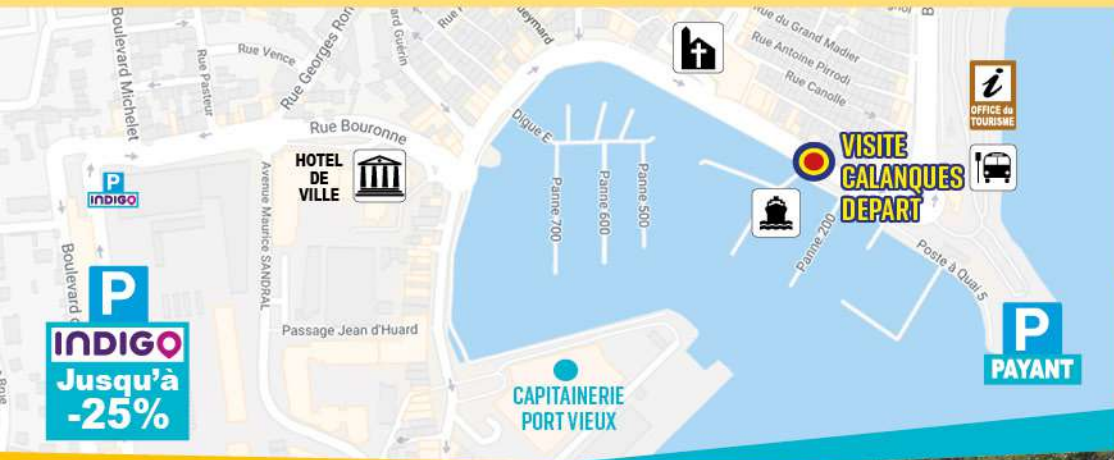 Boulevard Michelet
Rue Pasteur
Rue Vence
Rue Georges
Guérin
Rue
Rue du Grand Madier
Rue Antoine Pirrodi
Rue Canolle
B
i
OFFICE du
TOURISME
Rue Bouronne
HOTEL
DE
VILLE
Digue E
Panne 700
Panne 600
Panne 500
VISITE
CALANQUES
DEPART
Panne 200
Poste à Quai 5
P
INDIGO
Avenue Maurice SANDRAL
Boulevard
P
INDIGO
Jusqu'à
-25%
Passage Jean d'Huard
CAPITAINERIE
PORT VIEUX
P
PAYANT